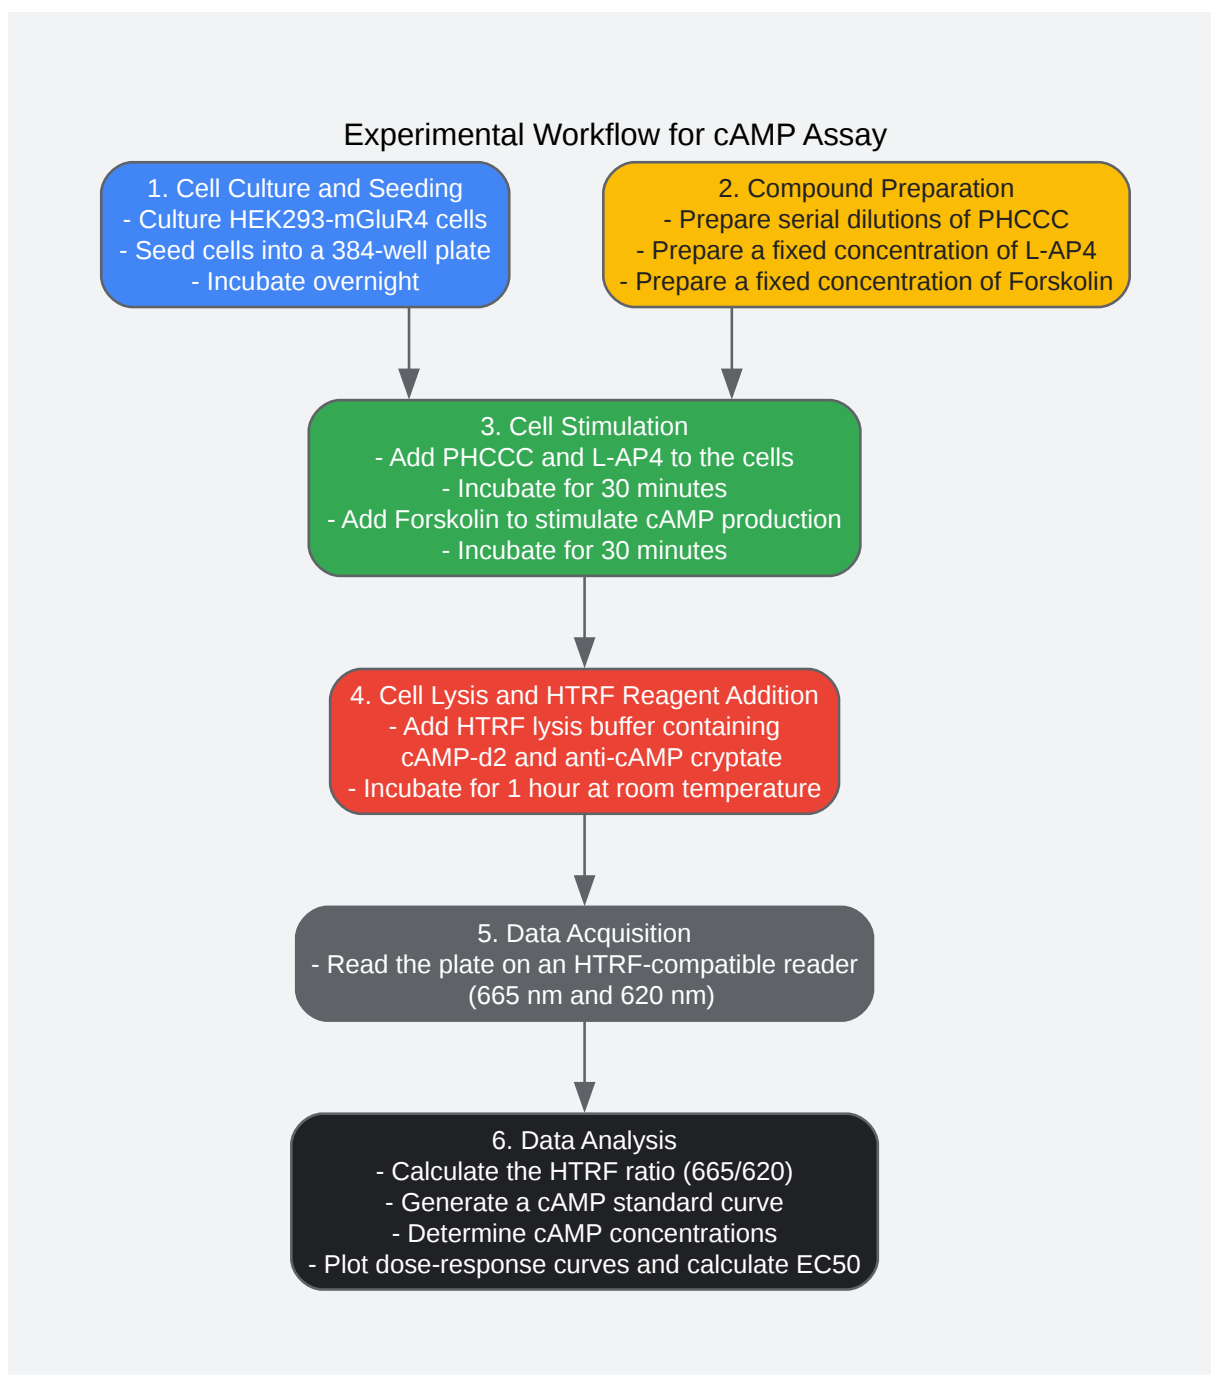 Experimental Workflow for cAMP Assay
1. Cell Culture and Seeding
- Culture HEK293-mGluR4 cells
- Seed cells into a 384-well plate
- Incubate overnight
2. Compound Preparation
- Prepare serial dilutions of PHCCC
- Prepare a fixed concentration of L-AP4
- Prepare a fixed concentration of Forskolin
3. Cell Stimulation
- Add PHCCC and L-AP4 to the cells
- Incubate for 30 minutes
- Add Forskolin to stimulate cAMP production
- Incubate for 30 minutes
4. Cell Lysis and HTRF Reagent Addition
- Add HTRF lysis buffer containing
cAMP-d2 and anti-cAMP cryptate
- Incubate for 1 hour at room temperature
5. Data Acquisition
- Read the plate on an HTRF-compatible reader
(665 nm and 620 nm)
6. Data Analysis
- Calculate the HTRF ratio (665/620)
- Generate a cAMP standard curve
- Determine cAMP concentrations
- Plot dose-response curves and calculate EC50